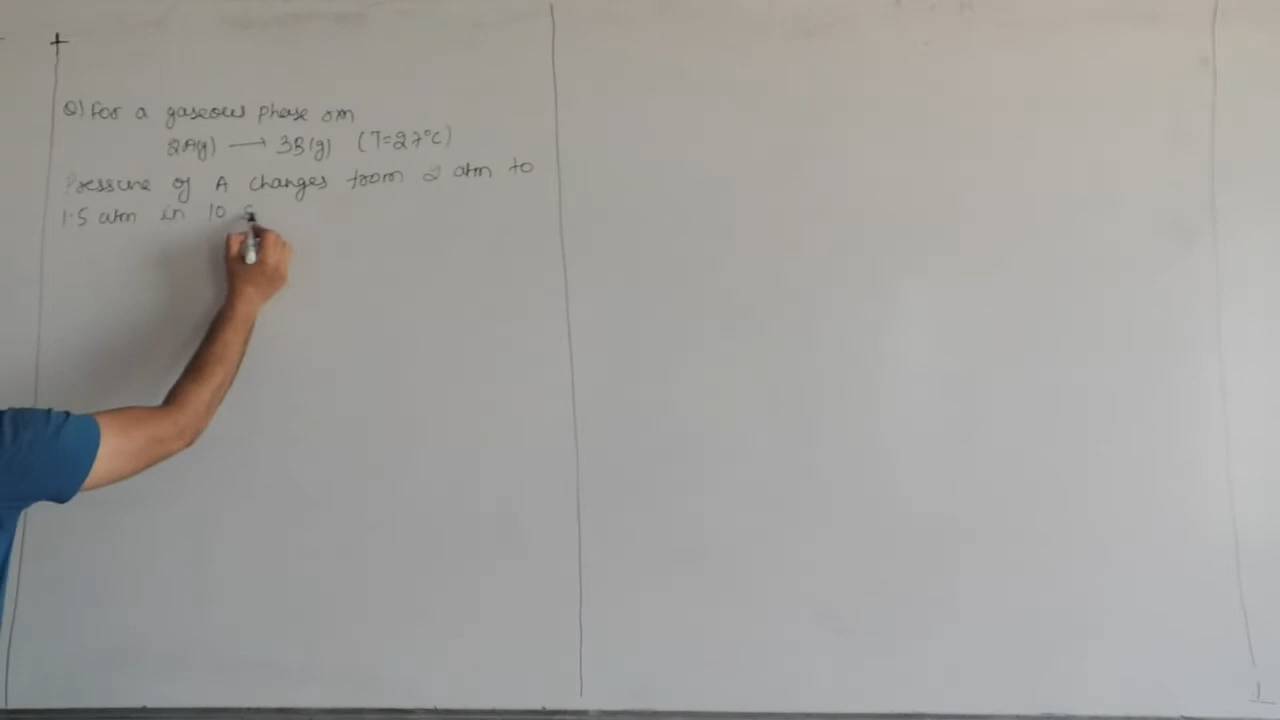 Q) For a gaseous phase rxn
2A(g) → 3B(g) (T=27°C)
Pressure of A changes from 2 atm to
1.5 atm in 10 s